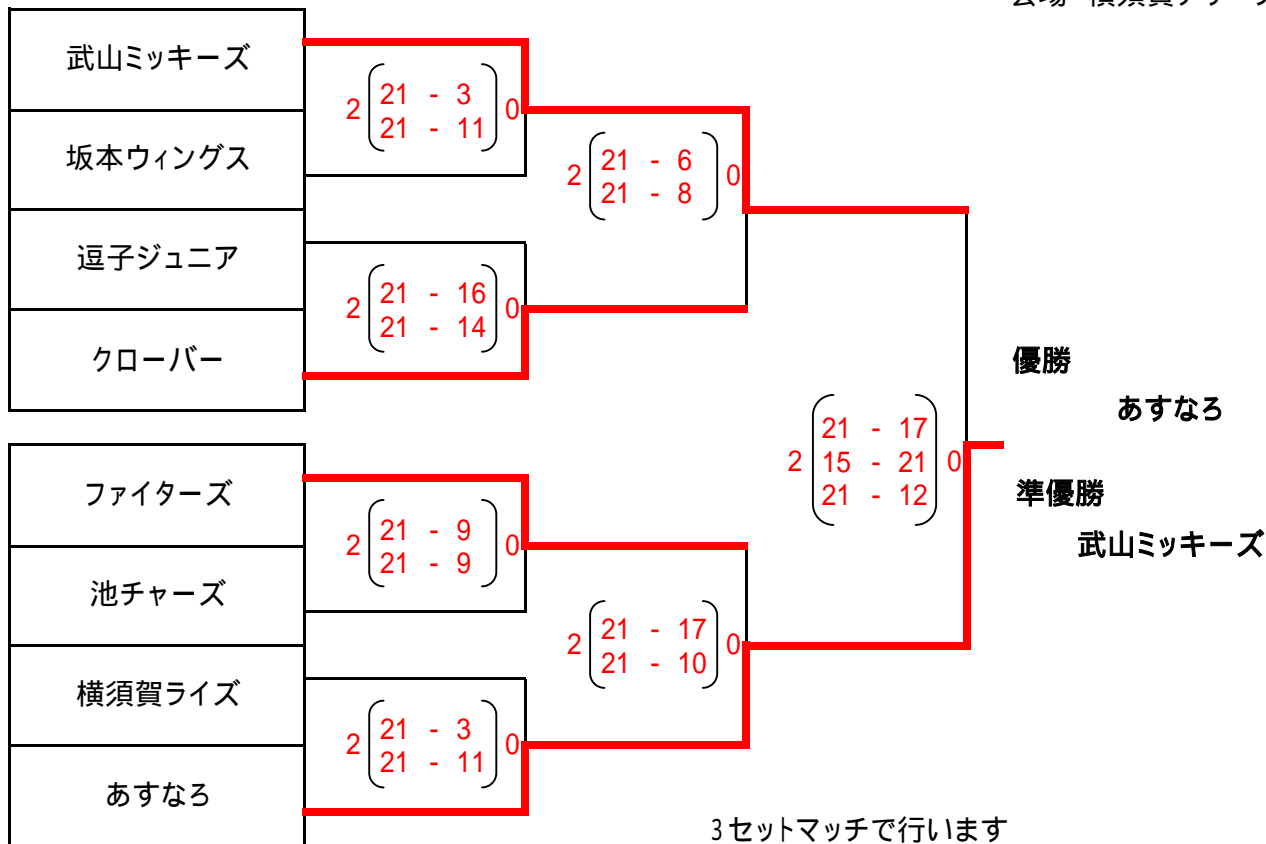 武山ミッキーズ
坂本ウィングス
逗子ジュニア
クローバー
2 21 - 3 0
21 - 11
2 21 - 16 0
21 - 14
2 21 - 6 0
21 - 8
優勝
あすなろ
21 - 17
2 15 - 21 0
21 - 12
準優勝
武山ミッキーズ
ファイターズ
池チャーズ
横須賀ライズ
あすなろ
2 21 - 9 0
21 - 9
2 21 - 3 0
21 - 11
2 21 - 17 0
21 - 10
3セットマッチで行います